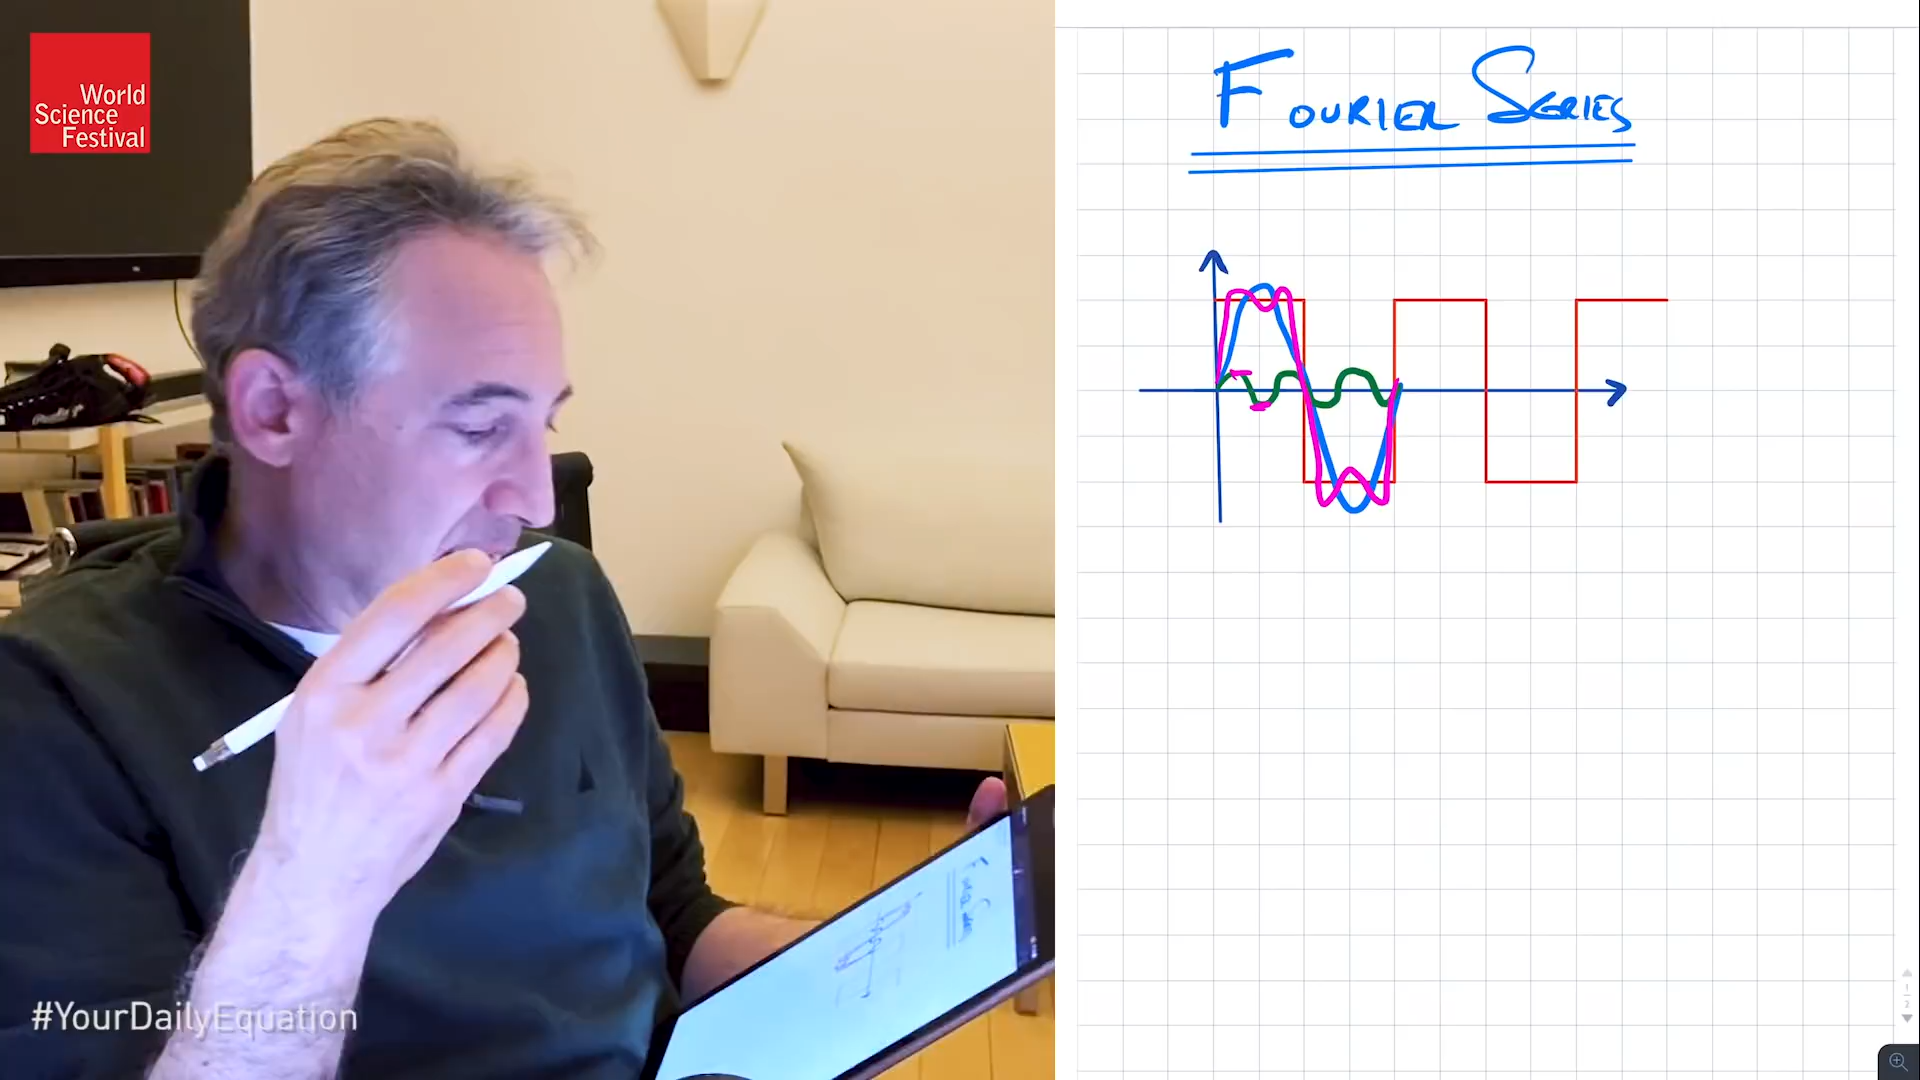 World
Science
Festival
FOURIER SERIES
#YourDailyEquation